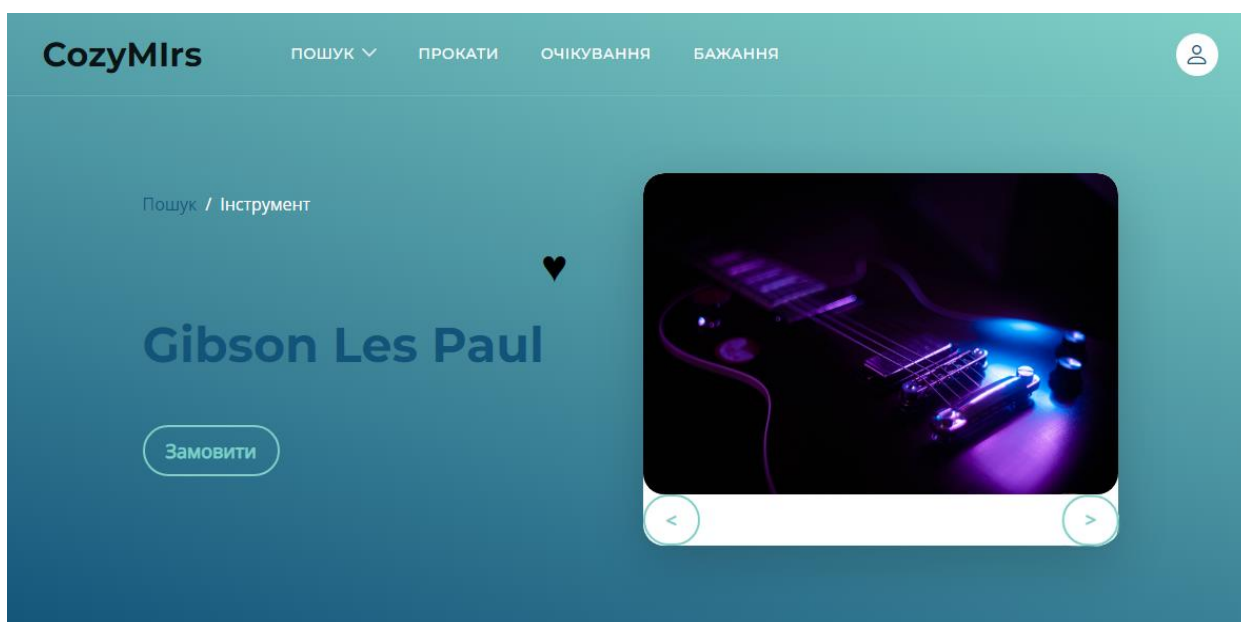 CozyMIrs
ПОШУК
ПРОКАТИ
ОЧІКУВАННЯ
БАЖАННЯ
Пошук / Інструмент
♥
Gibson Les Paul
Замовити
< >